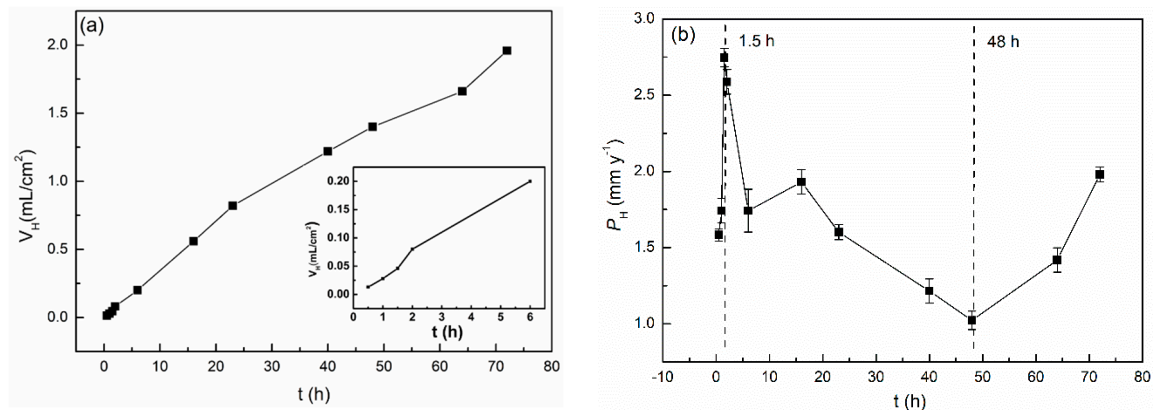 (a)
2.0
1.5
1.0
0.5
0.0
V_H(mL/cm²)
0 10 20 30 40 50 60 70 80
t (h)
0.20
0.15
0.10
0.05
0.00
V_H(mL/cm²)
0 1 2 3 4 5 6
t (h)
(b)
1.5 h
48 h
3.0
2.5
2.0
1.5
1.0
P_H (mm y⁻¹)
-10 0 10 20 30 40 50 60 70 80
t (h)